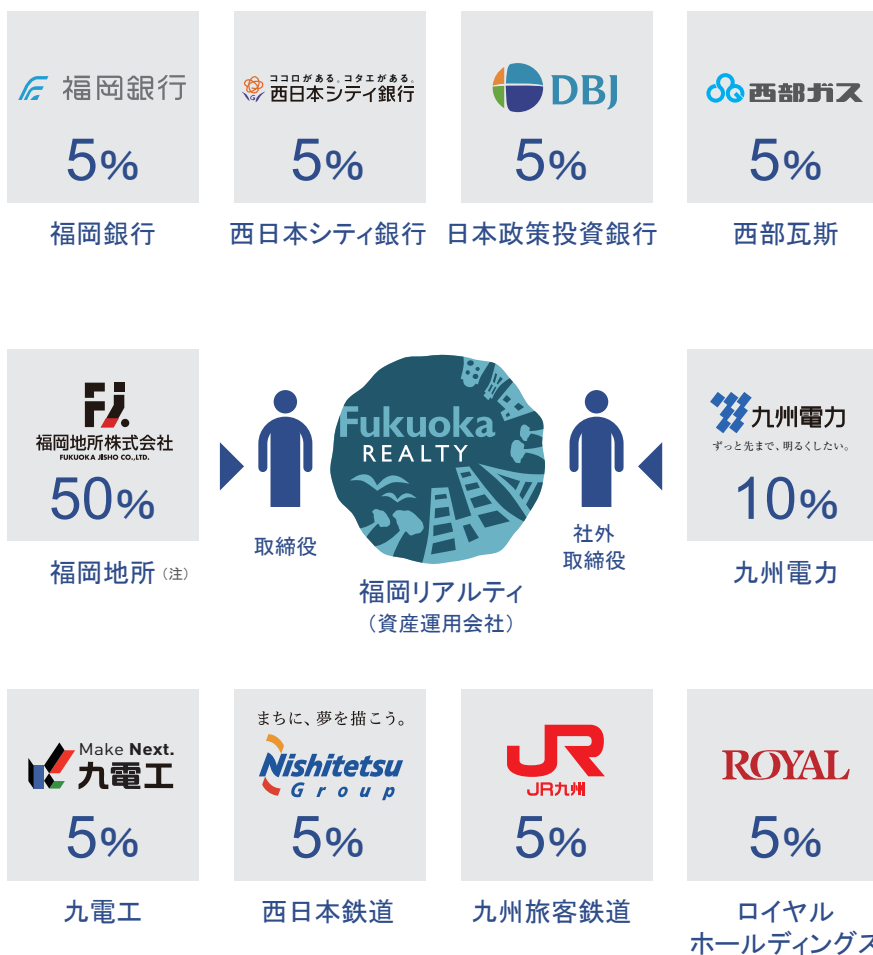 福岡銀行
5%
福岡銀行
ココロがある。コタエがある。
西日本シティ銀行
5%
西日本シティ銀行
DBJ
5%
日本政策投資銀行
西部ガス
5%
西部瓦斯
FJ.
福岡地所株式会社
FUKUOKA JISHO CO.,LTD.
50%
福岡地所（注）
取締役
Fukuoka
REALTY
福岡リアルティ
（資産運用会社）
社外
取締役
九州電力
ずっと先まで、明るくしたい。
10%
九州電力
Make Next.
九電工
5%
九電工
まちに、夢を描こう。
Nishitetsu
Group
5%
西日本鉄道
JR
JR九州
5%
九州旅客鉄道
ROYAL
5%
ロイヤル
ホールディングス